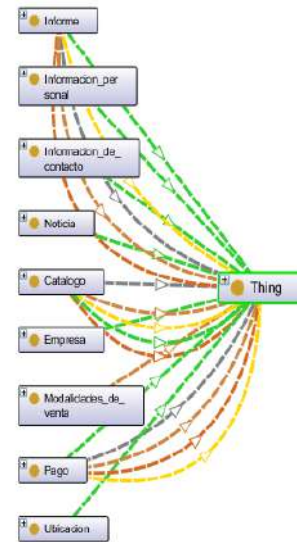 Informe
Informacion_per
sonal
Informacion_de_
contacto
Noticia
Catalogo
Thing
Empresa
Modalidades_de_
venta
Pago
Ubicacion